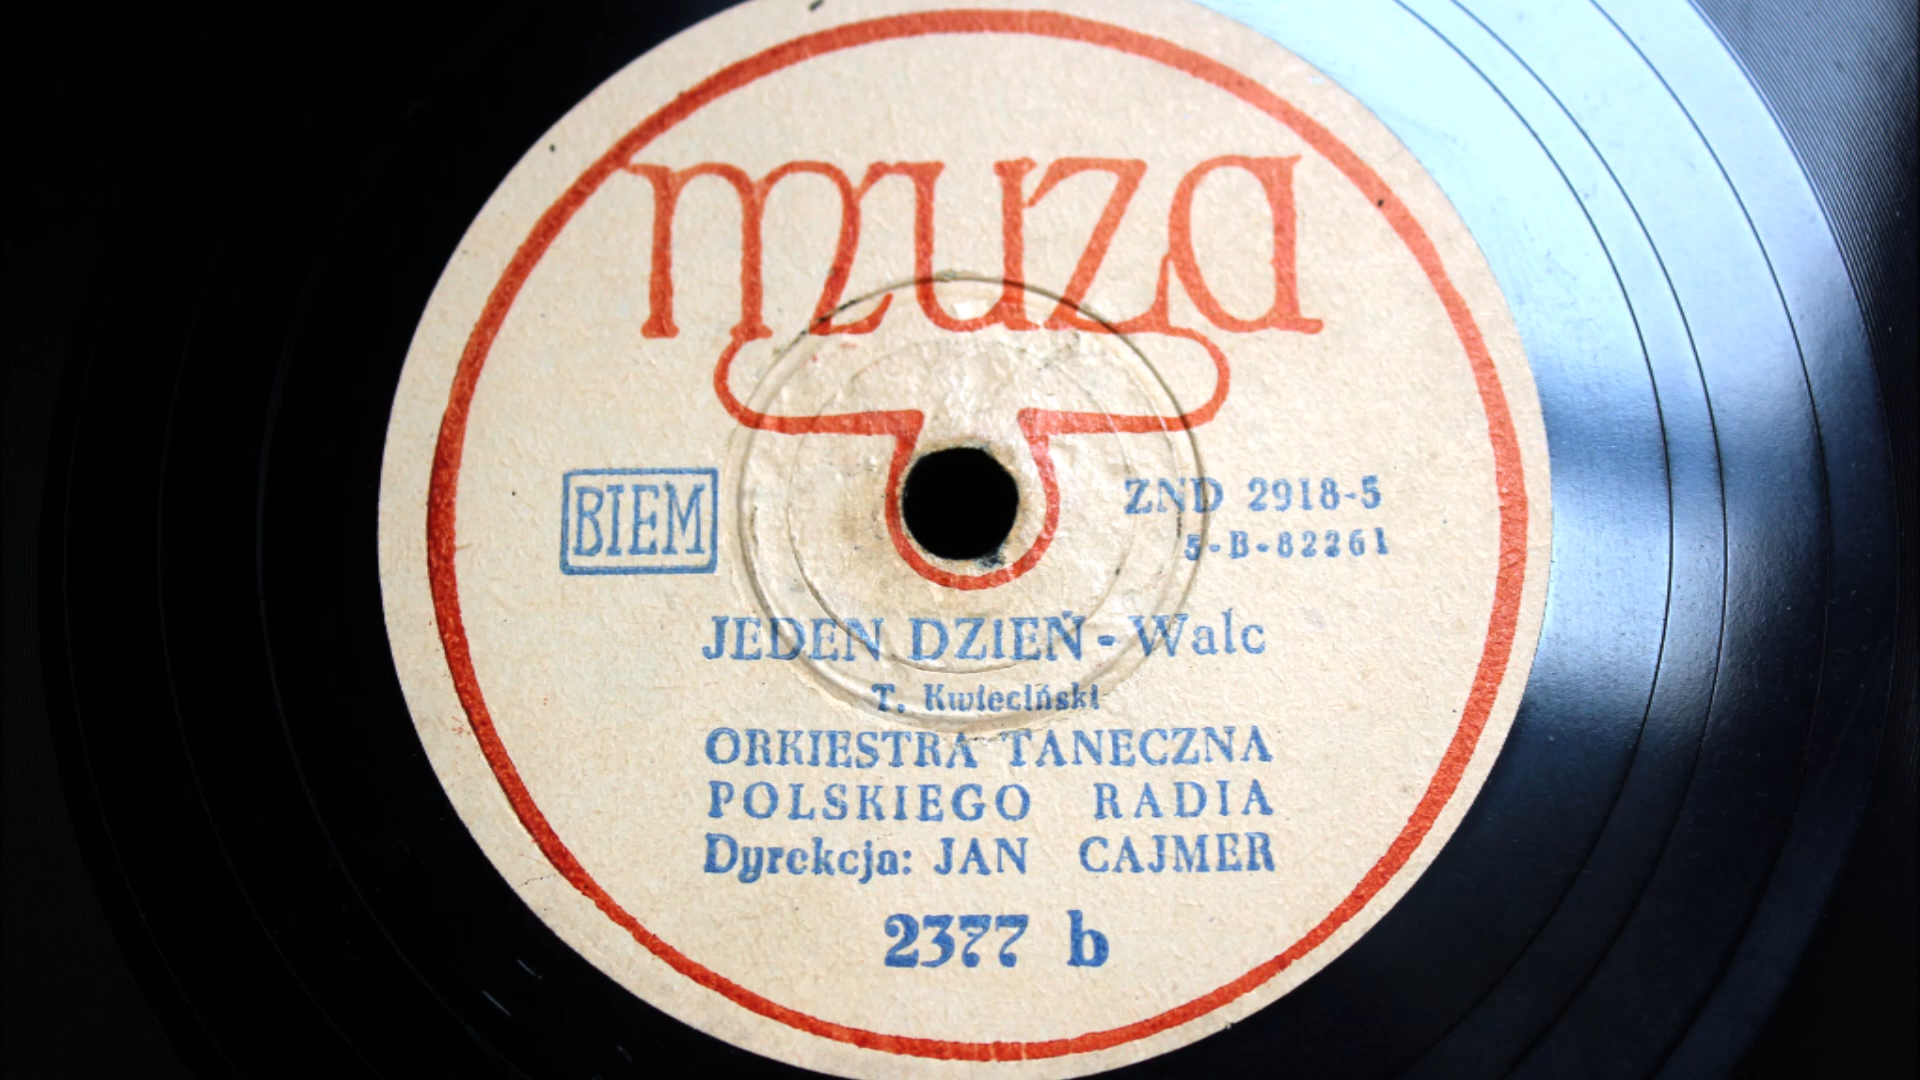 muza
BIEM
ZND 2918-5
5-B-82261
JEDEN DZIEŃ - Walc
T. Kwieciński
ORKIESTRA TANECZNA
POLSKIEGO RADIA
Dyrekcja: JAN CAJMER
2377 b